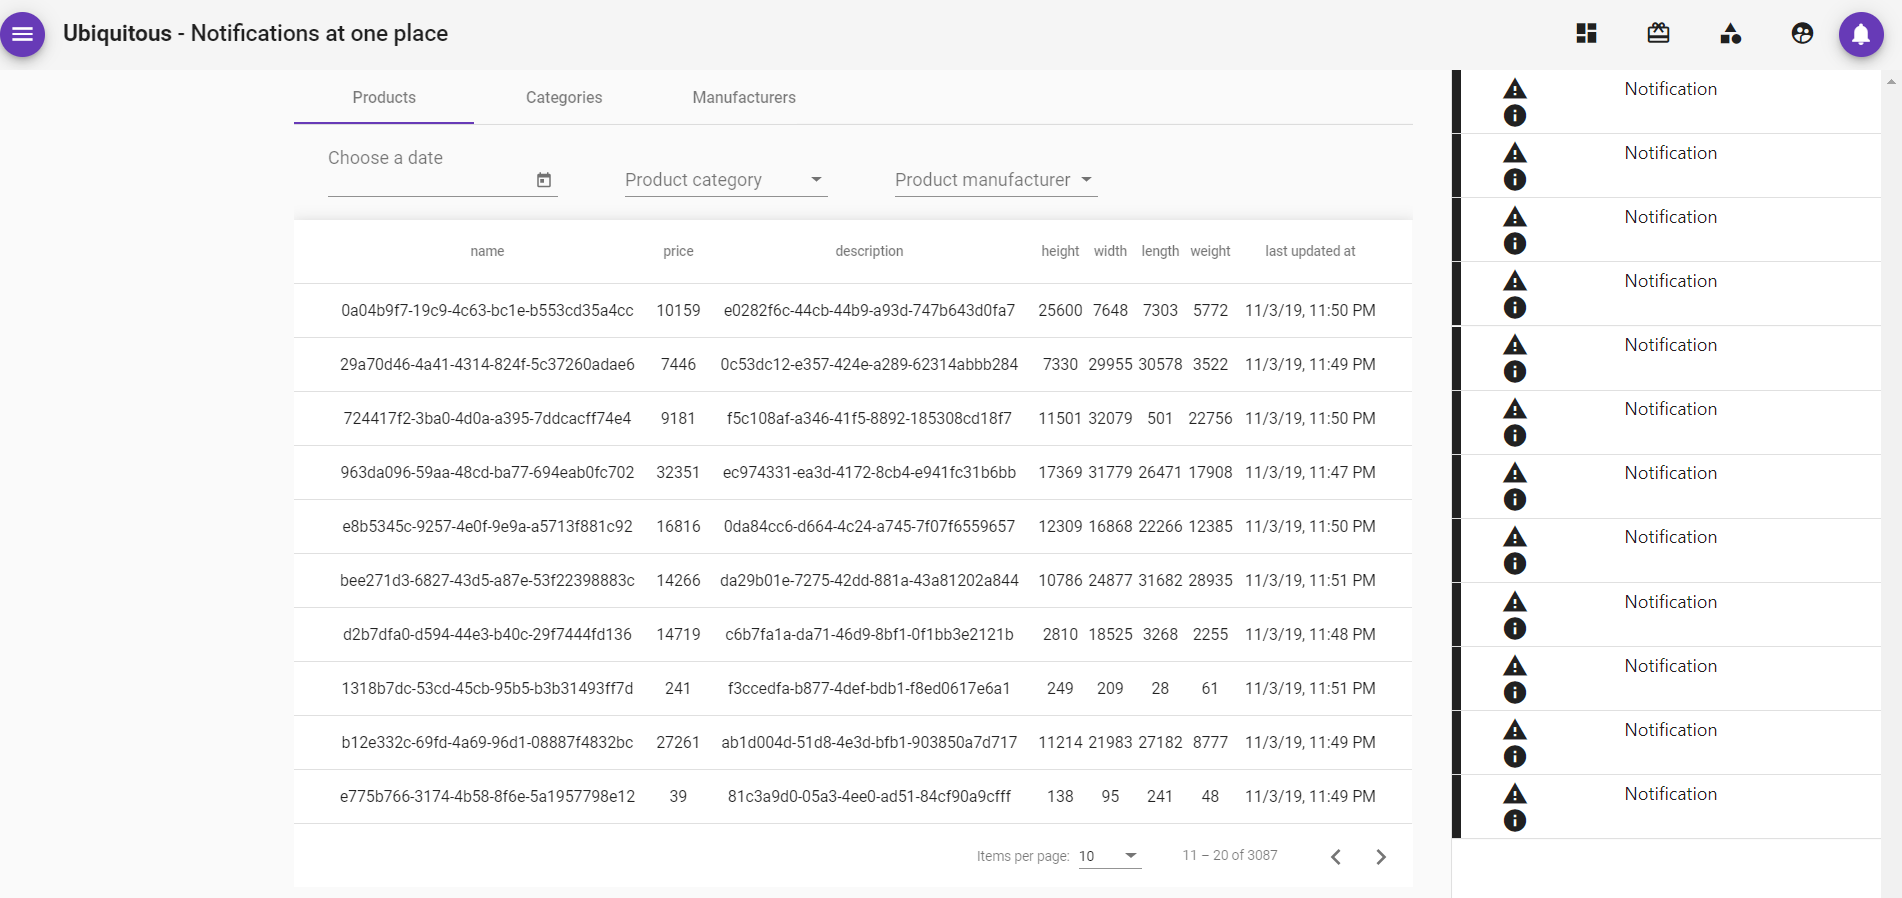 Ubiquitous - Notifications at one place
Products Categories Manufacturers
Choose a date
Product category Product manufacturer
name price description height width length weight last updated at
0a04b9f7-19c9-4c63-bc1e-b553cd35a4cc 10159 e0282f6c-44cb-44b9-a93d-747b643d0fa7 25600 7648 7303 5772 11/3/19, 11:50 PM
29a70d46-4a41-4314-824f-5c37260adae6 7446 0c53dc12-e357-424e-a289-62314abbb284 7330 29955 30578 3522 11/3/19, 11:49 PM
724417f2-3ba0-4d0a-a395-7ddcacff74e4 9181 f5c108af-a346-41f5-8892-185308cd18f7 11501 32079 501 22756 11/3/19, 11:50 PM
963da096-59aa-48cd-ba77-694eab0fc702 32351 ec974331-ea3d-4172-8cb4-e941fc31b6bb 17369 31779 26471 17908 11/3/19, 11:47 PM
e8b5345c-9257-4e0f-9e9a-a5713f881c92 16816 0da84cc6-d664-4c24-a745-7f07f6559657 12309 16868 22266 12385 11/3/19, 11:50 PM
bee271d3-6827-43d5-a87e-53f22398883c 14266 da29b01e-7275-42dd-881a-43a81202a844 10786 24877 31682 28935 11/3/19, 11:51 PM
d2b7dfa0-d594-44e3-b40c-29f7444fd136 14719 c6b7fa1a-da71-46d9-8bf1-0f1bb3e2121b 2810 18525 3268 2255 11/3/19, 11:48 PM
1318b7dc-53cd-45cb-95b5-b3b31493ff7d 241 f3ccedfa-b877-4def-bdb1-f8ed0617e6a1 249 209 28 61 11/3/19, 11:51 PM
b12e332c-69fd-4a69-96d1-08887f4832bc 27261 ab1d004d-51d8-4e3d-bfb1-903850a7d717 11214 21983 27182 8777 11/3/19, 11:49 PM
e775b766-3174-4b58-8f6e-5a1957798e12 39 81c3a9d0-05a3-4ee0-ad51-84cf90a9cfff 138 95 241 48 11/3/19, 11:49 PM
Items per page: 10 11 – 20 of 3087
Notification
Notification
Notification
Notification
Notification
Notification
Notification
Notification
Notification
Notification
Notification
Notification